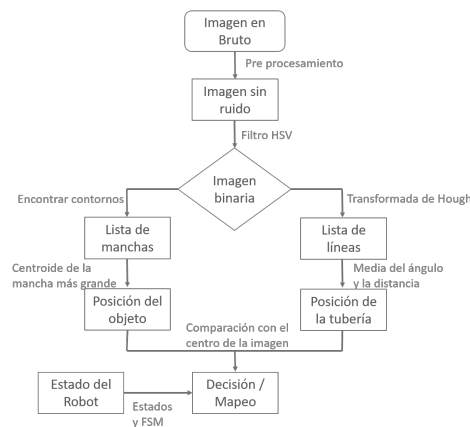 Imagen en
Bruto
Pre procesamiento
Imagen sin
ruido
Filtro HSV
Imagen
binaria
Encontrar contornos
Transformada de Hough
Lista de
manchas
Lista de
líneas
Centroide de la
mancha más grande
Media del ángulo
y la distancia
Posición del
objeto
Posición de
la tubería
Comparación con el
centro de la imagen
Estado del
Robot
Estados
y FSM
Decisión /
Mapeo